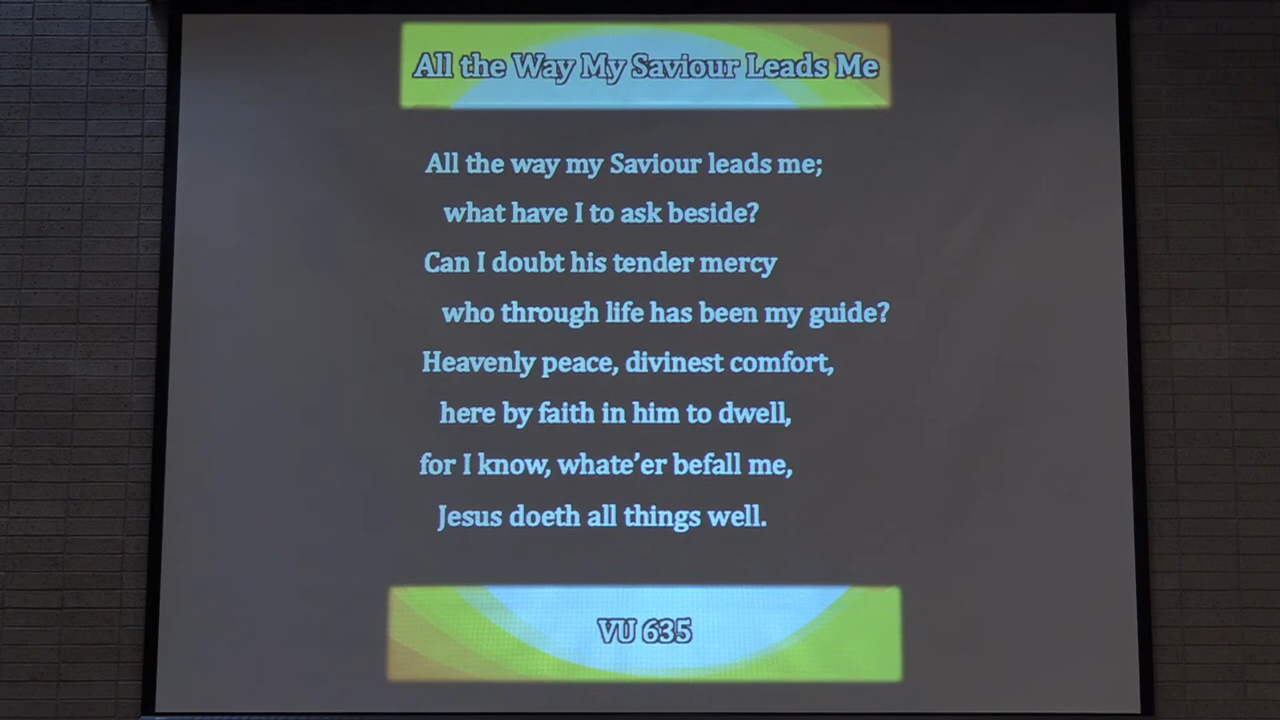 All the Way My Saviour Leads Me
All the way my Saviour leads me;
what have I to ask beside?
Can I doubt his tender mercy
who through life has been my guide?
Heavenly peace, divinest comfort,
here by faith in him to dwell,
for I know, whate’er befall me,
Jesus doeth all things well.
VU 635